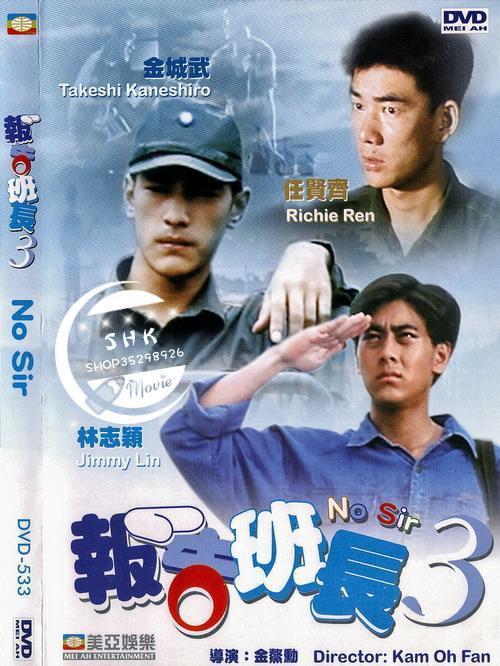 DVD
MEI AH
金城武
Takeshi Kaneshiro
任賢齊
Richie Ren
SHK
SHOP35298926
Movie
林志穎
Jimmy Lin
No Sir
報告班長3
美亞娛樂
MEI AH ENTERTAINMENT
導演：金鰲勳 Director: Kam Oh Fan
報告班長3
No Sir
DVD-533
DVD
MEI AH